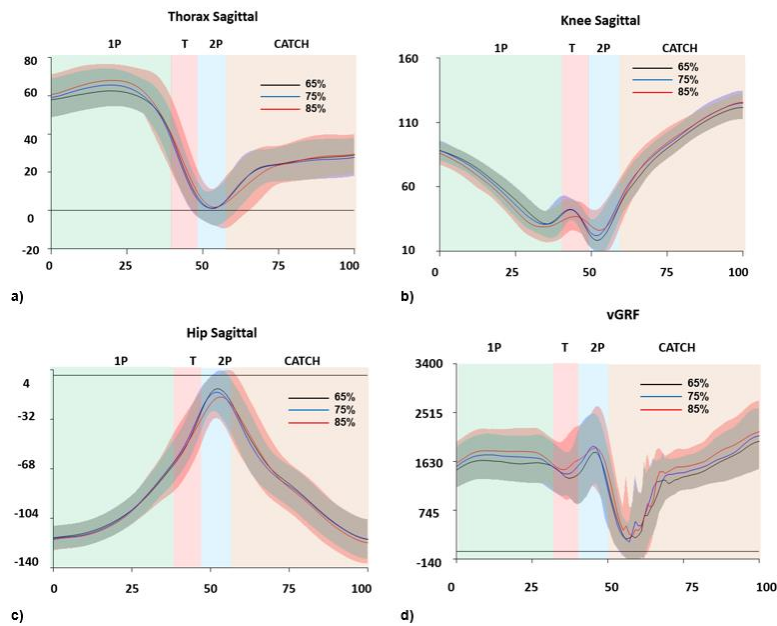 Thorax Sagittal
1P T 2P CATCH
80
60
40
20
0
-20
65%
75%
85%
0 25 50 75 100
a)
Knee Sagittal
1P T 2P CATCH
160
110
60
10
65%
75%
85%
0 25 50 75 100
b)
Hip Sagittal
1P T 2P CATCH
4
-32
-68
-104
-140
65%
75%
85%
0 25 50 75 100
c)
vGRF
1P T 2P CATCH
3400
2515
1630
745
-140
65%
75%
85%
0 25 50 75 100
d)